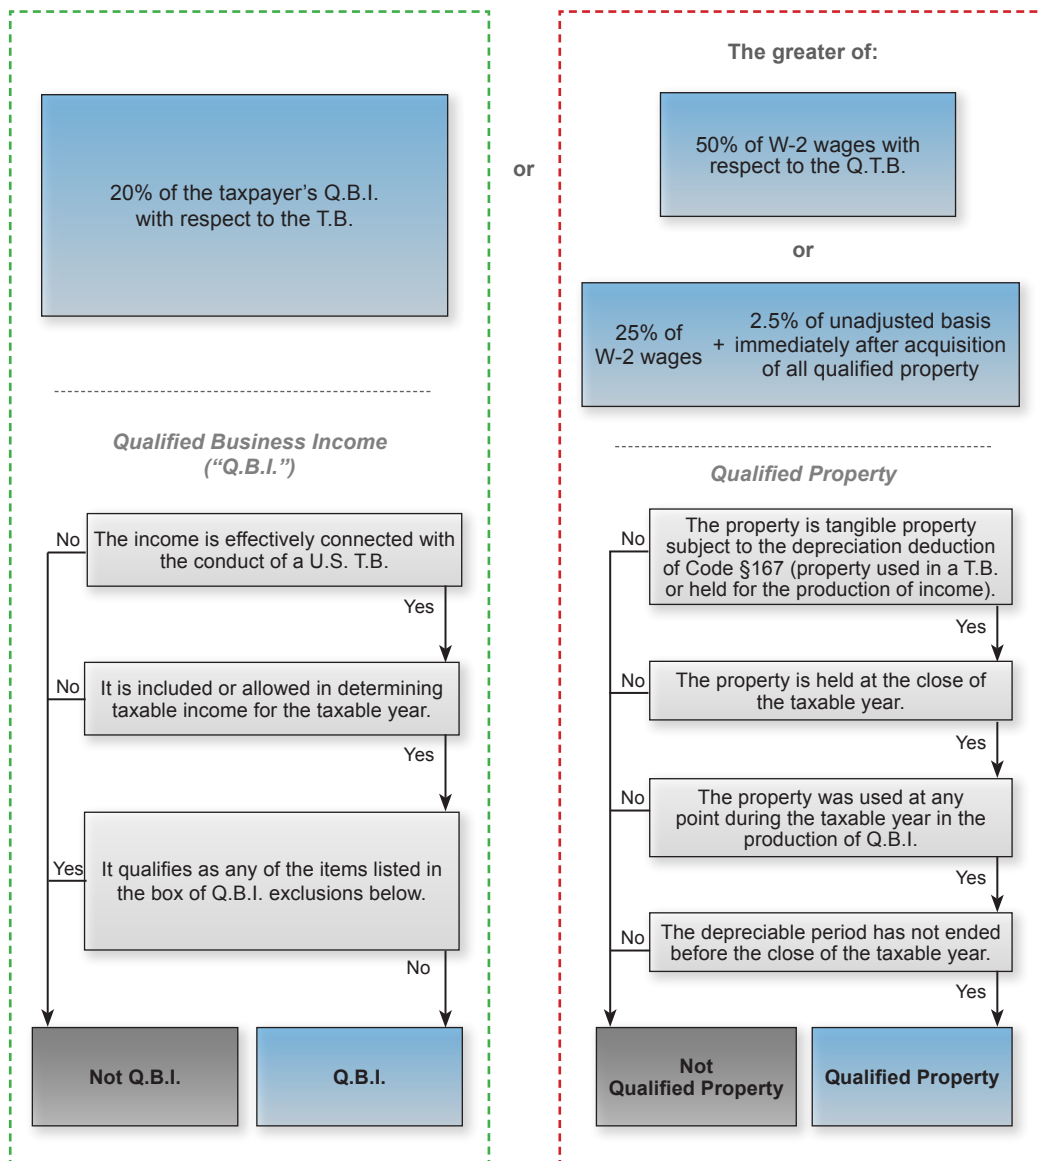 20% of the taxpayer’s Q.B.I.
with respect to the T.B.
Qualified Business Income
(“Q.B.I.”)
No
The income is effectively connected with
the conduct of a U.S. T.B.
Yes
No
It is included or allowed in determining
taxable income for the taxable year.
Yes
Yes
It qualifies as any of the items listed in
the box of Q.B.I. exclusions below.
No
Not Q.B.I.
Q.B.I.
or
The greater of:
50% of W-2 wages with
respect to the Q.T.B.
or
25% of
W-2 wages
+
2.5% of unadjusted basis
immediately after acquisition
of all qualified property
Qualified Property
No
The property is tangible property
subject to the depreciation deduction
of Code §167 (property used in a T.B.
or held for the production of income).
Yes
No
The property is held at the close of
the taxable year.
Yes
No
The property was used at any
point during the taxable year in the
production of Q.B.I.
Yes
No
The depreciable period has not ended
before the close of the taxable year.
Yes
Not
Qualified Property
Qualified Property